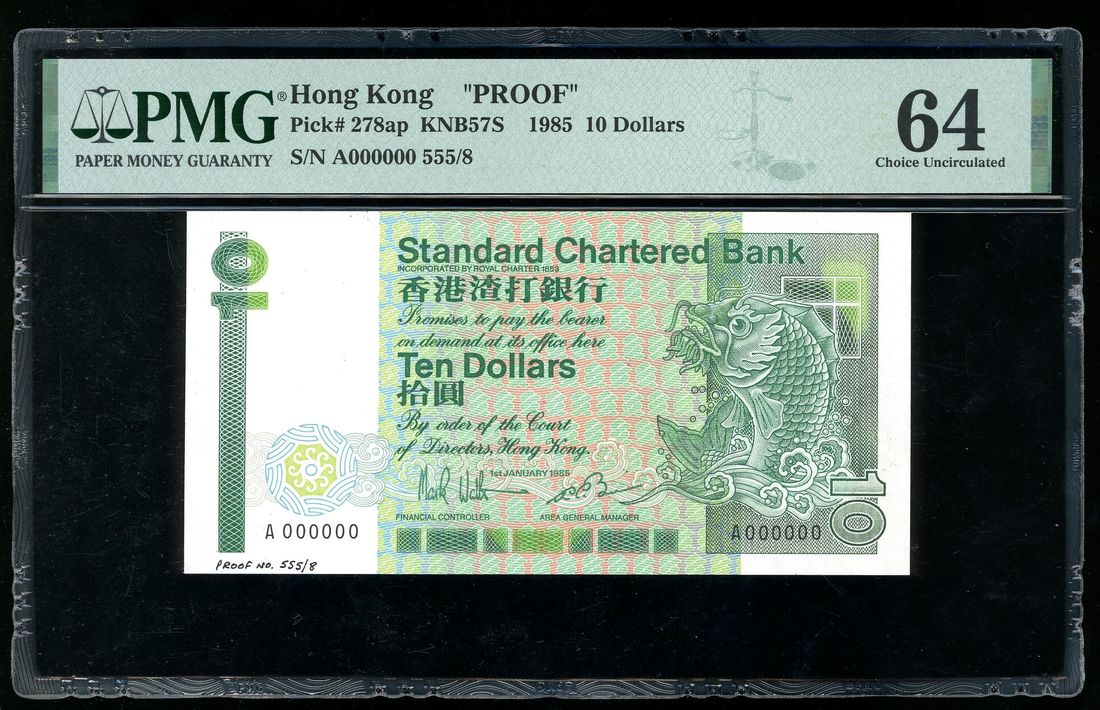 PMG®
PAPER MONEY GUARANTY
Hong Kong "PROOF"
Pick# 278ap KNB57S 1985 10 Dollars
S/N A000000 555/8
64
Choice Uncirculated
Standard Chartered Bank
INCORPORATED BY ROYAL CHARTER 1853
香港渣打銀行
Promises to pay the bearer
on demand at its office here
Ten Dollars
拾圓
By order of the Court
of Directors, Hong Kong.
1st JANUARY 1985
FINANCIAL CONTROLLER AREA GENERAL MANAGER
10
10
A 000000
A000000
PROOF NO. 555/8